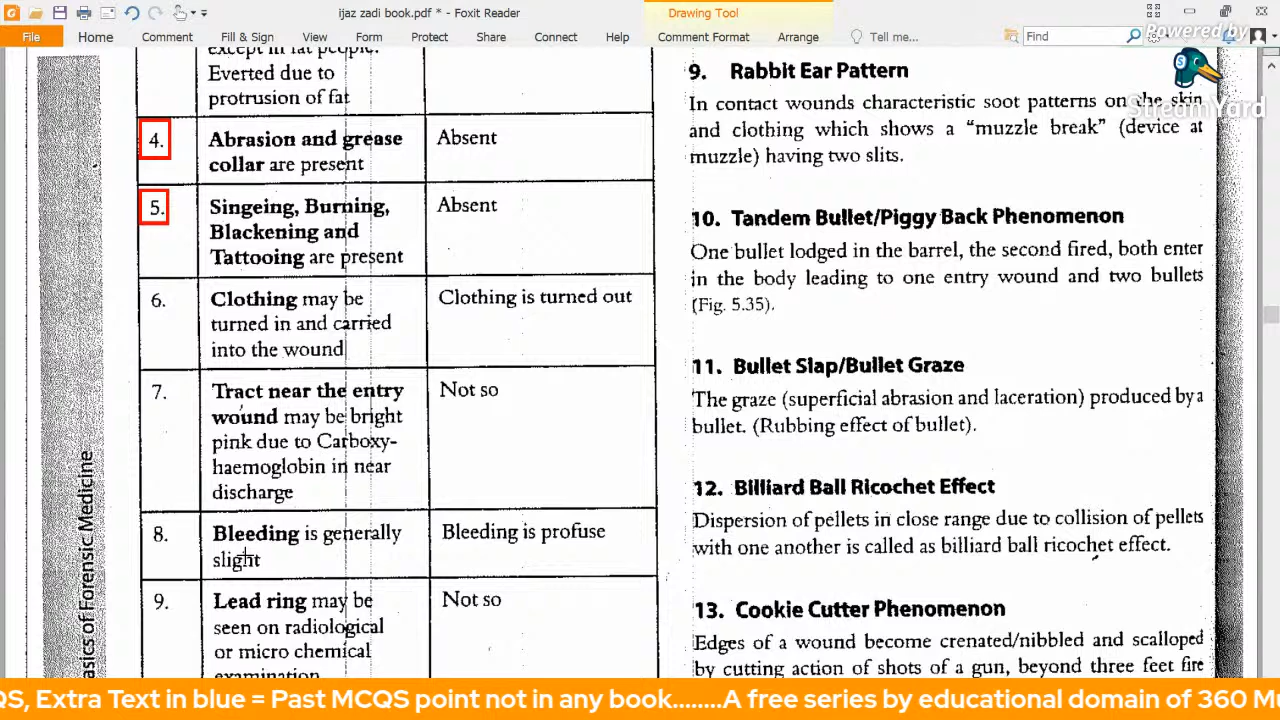 ijaz zadi book.pdf * - Foxit Reader
Drawing Tool
File Home Comment Fill & Sign View Form Protect Share Connect Help Comment Format Arrange Tell me... Find
Powered by
StreamYard
except in fat people.
Everted due to
protrusion of fat
4. Abrasion and grease Absent
collar are present
5. Singeing, Burning, Absent
Blackening and
Tattooing are present
6. Clothing may be Clothing is turned out
turned in and carried
into the wound
7. Tract near the entry Not so
wound may be bright
pink due to Carboxy-
haemoglobin in near
discharge
8. Bleeding is generally Bleeding is profuse
slight
9. Lead ring may be Not so
seen on radiological
or micro chemical
examination
asics of Forensic Medicine
9. Rabbit Ear Pattern
In contact wounds characteristic soot patterns on the skin
and clothing which shows a “muzzle break” (device at
muzzle) having two slits.
10. Tandem Bullet/Piggy Back Phenomenon
One bullet lodged in the barrel, the second fired, both enter
in the body leading to one entry wound and two bullets
(Fig. 5.35).
11. Bullet Slap/Bullet Graze
The graze (superficial abrasion and laceration) produced by a
bullet. (Rubbing effect of bullet).
12. Billiard Ball Ricochet Effect
Dispersion of pellets in close range due to collision of pellets
with one another is called as billiard ball ricochet effect.
13. Cookie Cutter Phenomenon
Edges of a wound become crenated/nibbled and scalloped
by cutting action of shots of a gun, beyond three feet fire
QS, Extra Text in blue = Past MCQS point not in any book........A free series by educational domain of 360 Mu